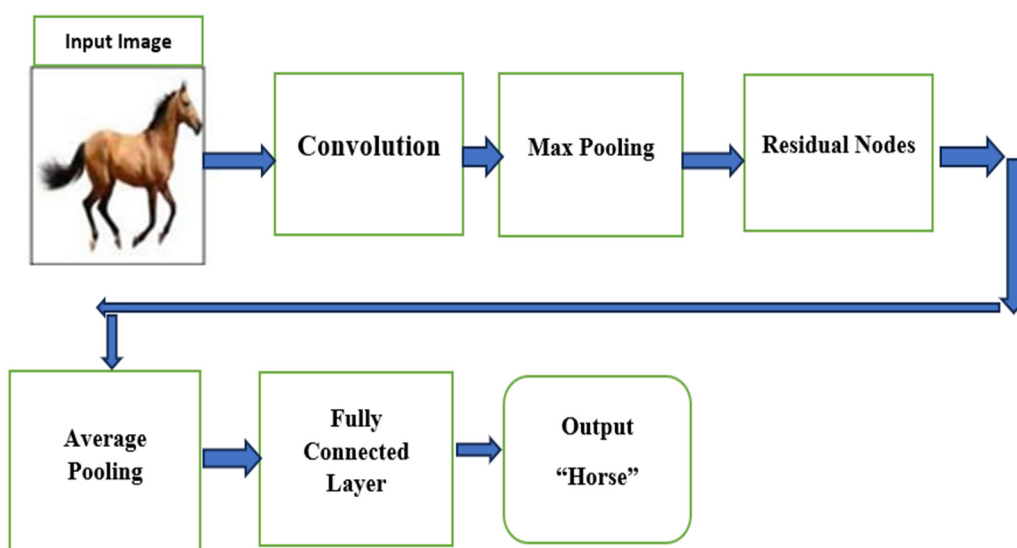 Input Image
Convolution
Max Pooling
Residual Nodes
Average
Pooling
Fully
Connected
Layer
Output
“Horse”